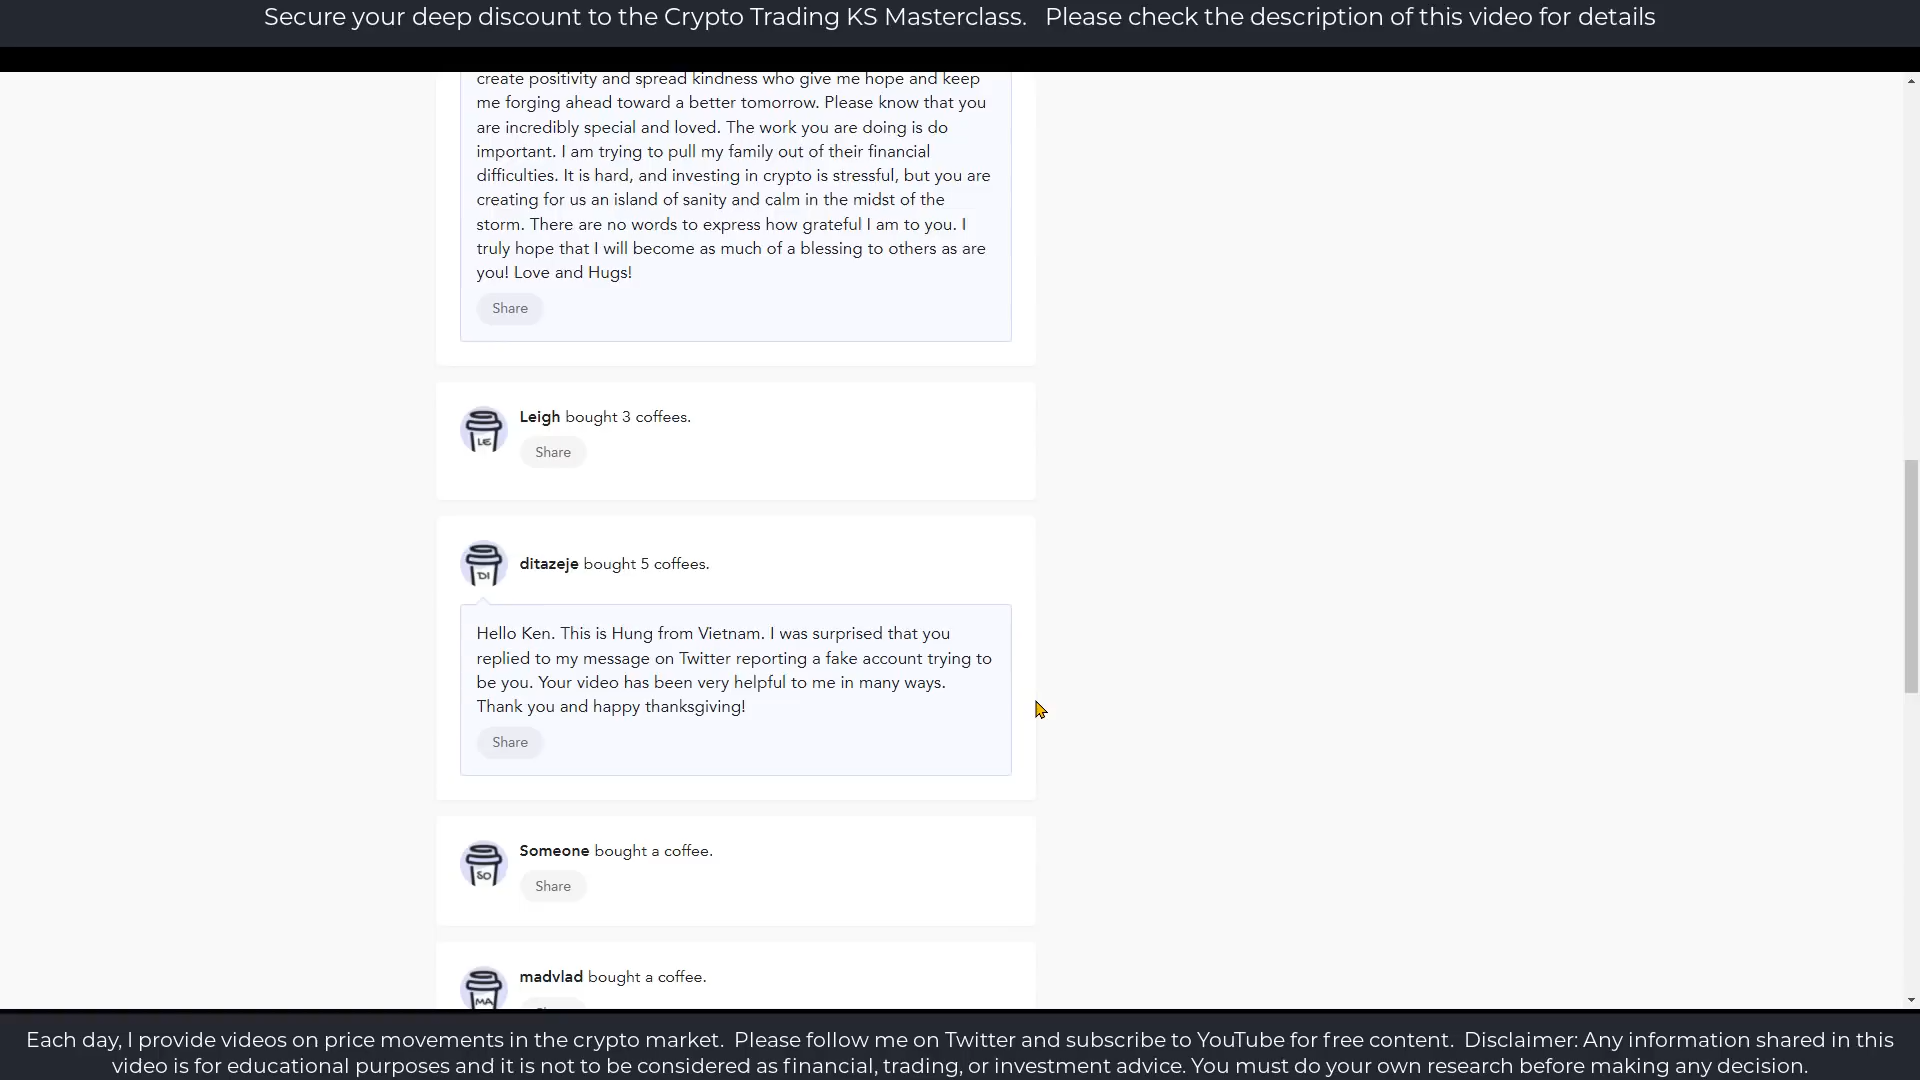 Secure your deep discount to the Crypto Trading KS Masterclass.   Please check the description of this video for details
create positivity and spread kindness who give me hope and keep
me forging ahead toward a better tomorrow. Please know that you
are incredibly special and loved. The work you are doing is do
important. I am trying to pull my family out of their financial
difficulties. It is hard, and investing in crypto is stressful, but you are
creating for us an island of sanity and calm in the midst of the
storm. There are no words to express how grateful I am to you. I
truly hope that I will become as much of a blessing to others as are
you! Love and Hugs!
Share
LE
Leigh bought 3 coffees.
Share
DI
ditazeje bought 5 coffees.
Hello Ken. This is Hung from Vietnam. I was surprised that you
replied to my message on Twitter reporting a fake account trying to
be you. Your video has been very helpful to me in many ways.
Thank you and happy thanksgiving!
Share
SO
Someone bought a coffee.
Share
MA
madvlad bought a coffee.
Each day, I provide videos on price movements in the crypto market.  Please follow me on Twitter and subscribe to YouTube for free content.  Disclaimer: Any information shared in this
video is for educational purposes and it is not to be considered as financial, trading, or investment advice. You must do your own research before making any decision.